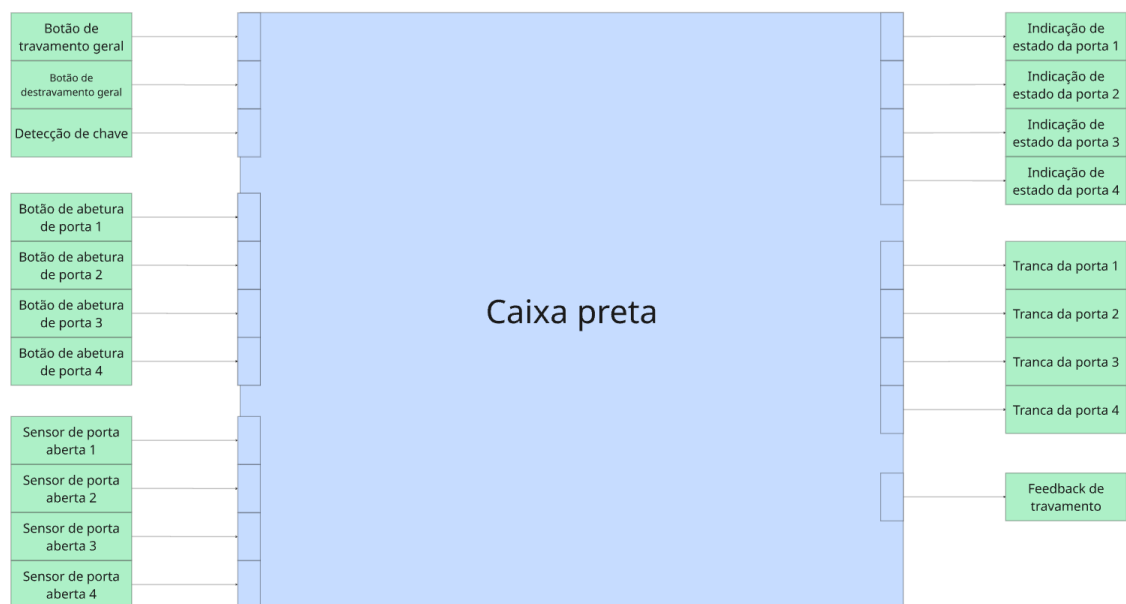 Botão de
travamento geral
Botão de
destravamento geral
Detecção de chave
Botão de abetura
de porta 1
Botão de abetura
de porta 2
Botão de abetura
de porta 3
Botão de abetura
de porta 4
Sensor de porta
aberta 1
Sensor de porta
aberta 2
Sensor de porta
aberta 3
Sensor de porta
aberta 4
Caixa preta
Indicação de
estado da porta 1
Indicação de
estado da porta 2
Indicação de
estado da porta 3
Indicação de
estado da porta 4
Tranca da porta 1
Tranca da porta 2
Tranca da porta 3
Tranca da porta 4
Feedback de
travamento